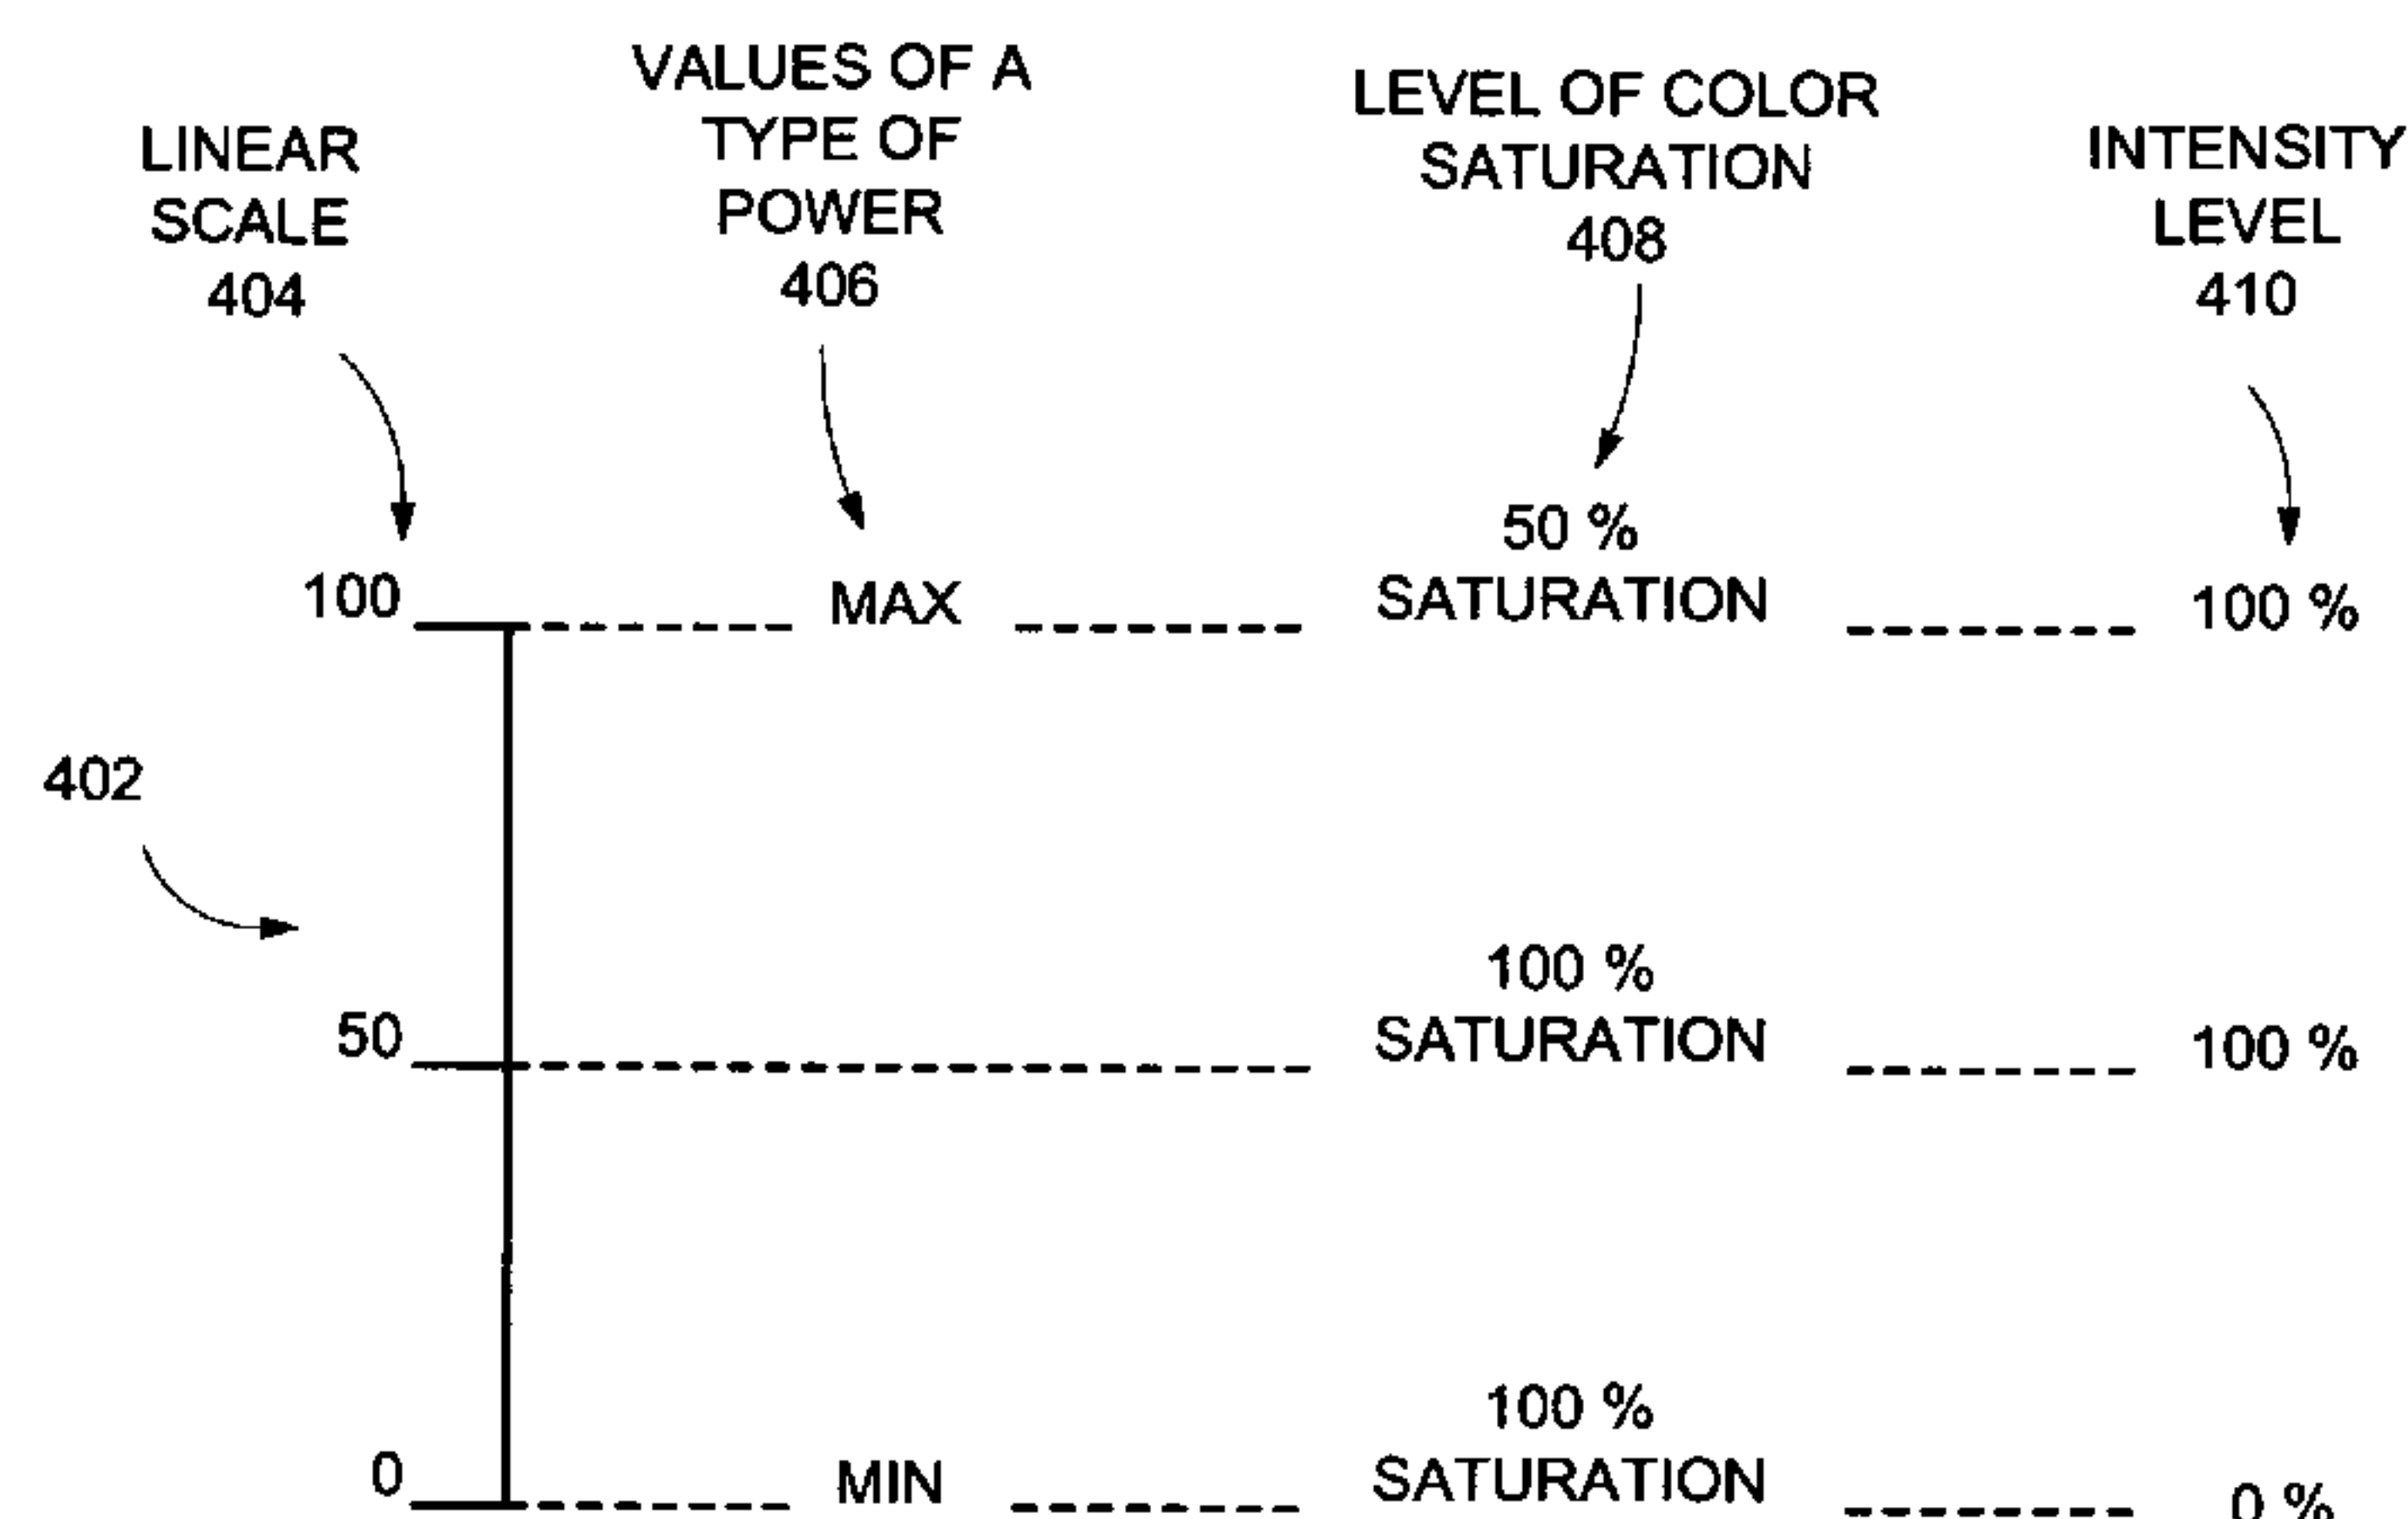 LINEAR
SCALE
404
VALUES OF A
TYPE OF
POWER
406
LEVEL OF COLOR
SATURATION
408
INTENSITY
LEVEL
410
100
MAX
50 %
SATURATION
100 %
402
50
100 %
SATURATION
100 %
0
MIN
100 %
SATURATION
0 %